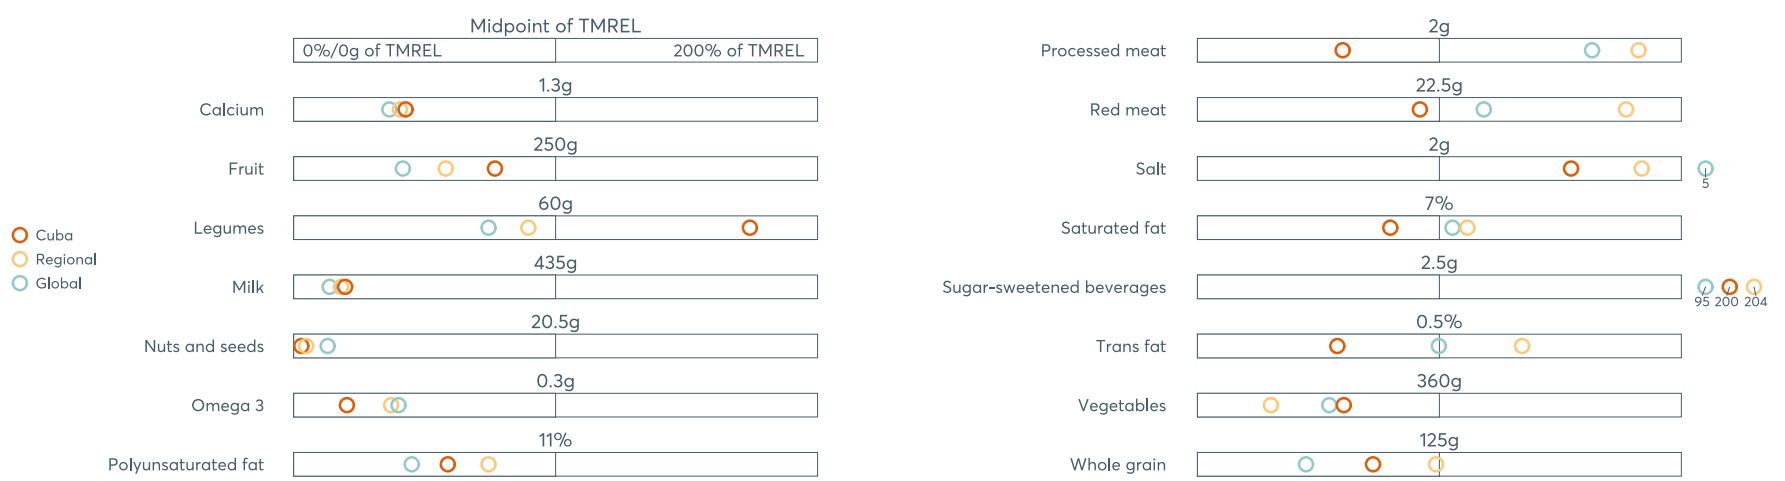 Midpoint of TMREL
0%/0g of TMREL 200% of TMREL
1.3g
Calcium
250g
Fruit
60g
Legumes
435g
Milk
20.5g
Nuts and seeds
0.3g
Omega 3
11%
Polyunsaturated fat
Cuba
Regional
Global
2g
Processed meat
22.5g
Red meat
2g
Salt
5
7%
Saturated fat
2.5g
Sugar-sweetened beverages
95 200 204
0.5%
Trans fat
360g
Vegetables
125g
Whole grain